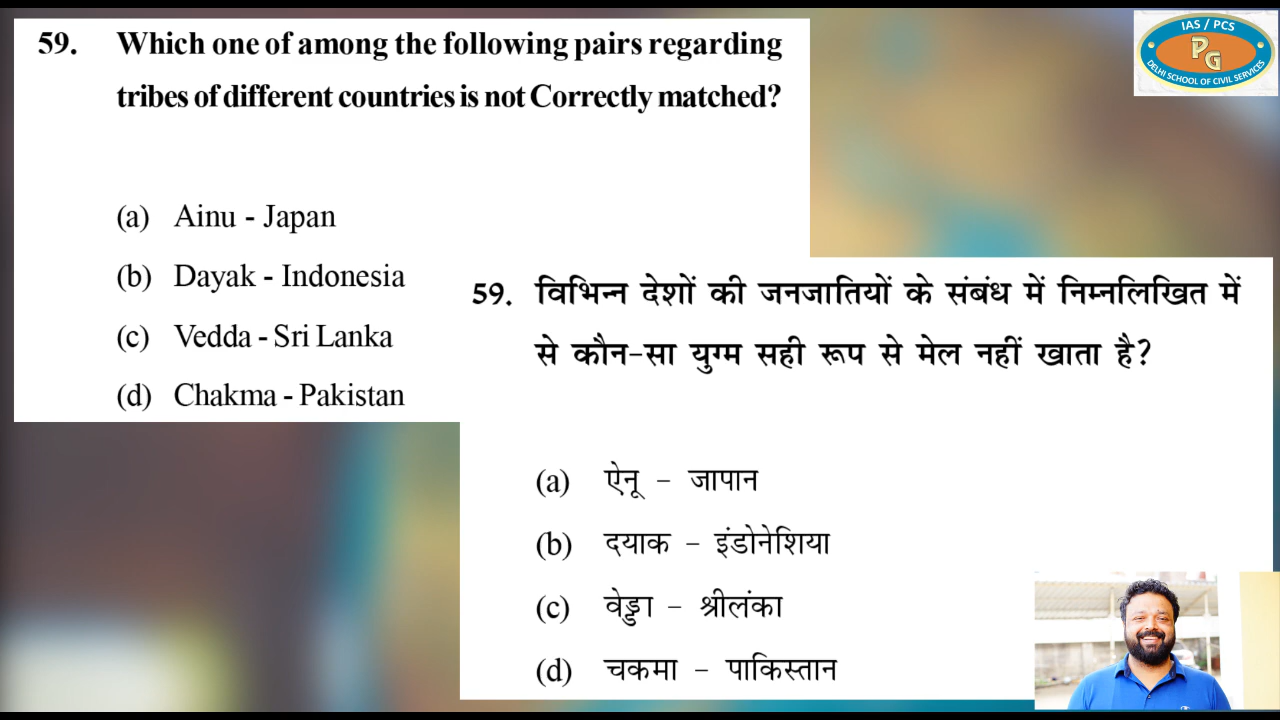 59. Which one of among the following pairs regarding
tribes of different countries is not Correctly matched?
(a) Ainu - Japan
(b) Dayak - Indonesia
(c) Vedda - Sri Lanka
(d) Chakma - Pakistan
59. विभिन्न देशों की जनजातियों के संबंध में निम्नलिखित में
से कौन-सा युग्म सही रूप से मेल नहीं खाता है?
(a) ऐनू - जापान
(b) दयाक - इंडोनेशिया
(c) वेड्डा - श्रीलंका
(d) चकमा - पाकिस्तान
IAS / PCS
PG
DELHI SCHOOL OF CIVIL SERVICES